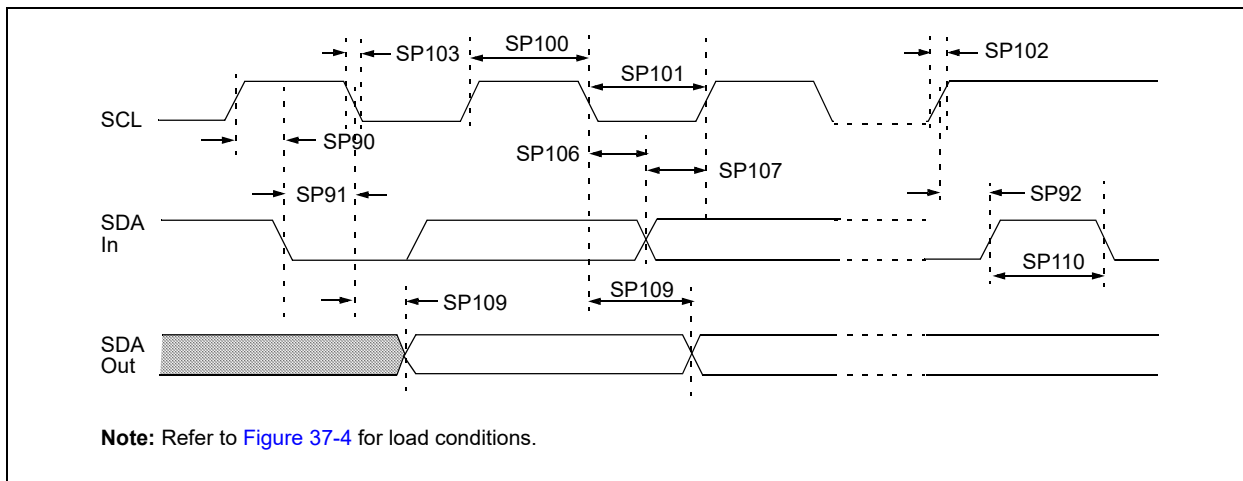 SP103
SP100
SP101
SP102
SCL
SP90
SP106
SP107
SP91
SP92
SDA
In
SP110
SP109
SP109
SDA
Out
Note: Refer to Figure 37-4 for load conditions.